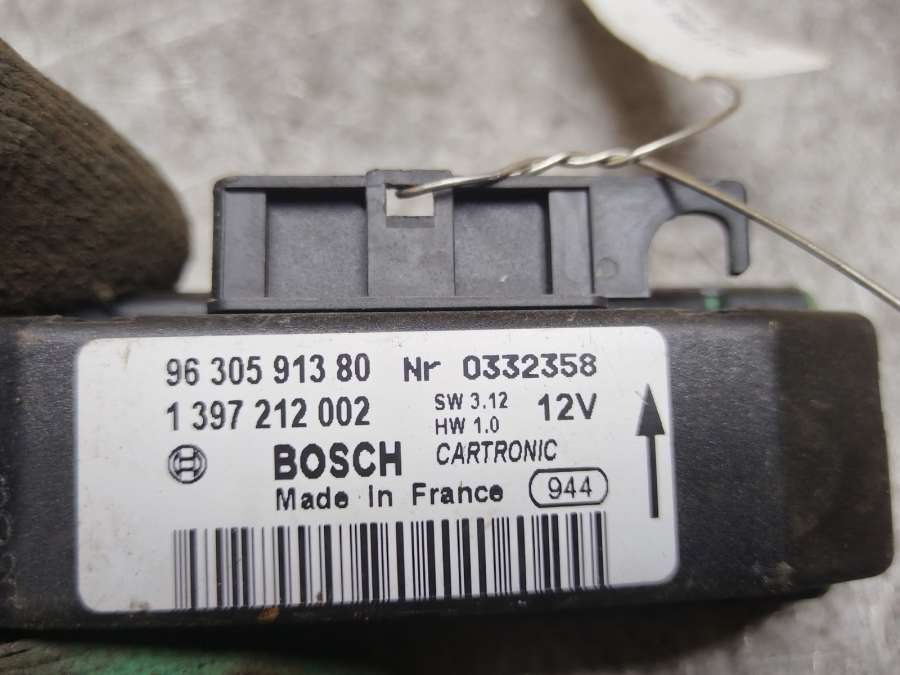 96 305 913 80 Nr 0332358
1 397 212 002 SW 3.12 12V
HW 1.0
BOSCH CARTRONIC
Made in France 944